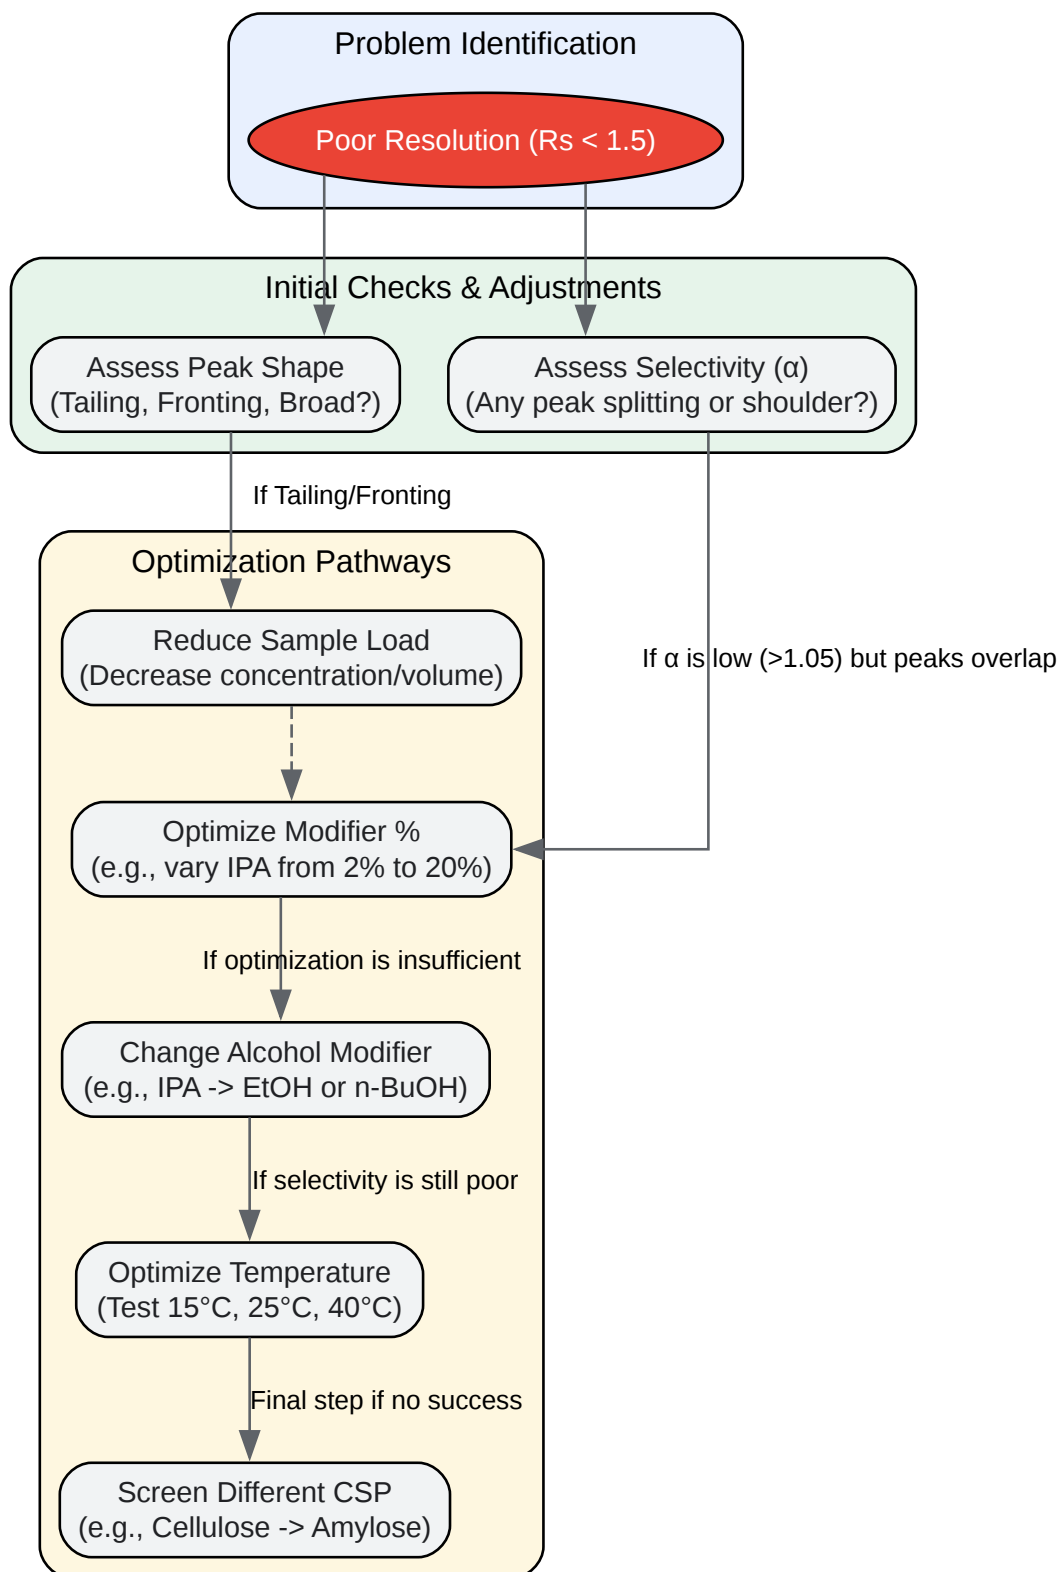 Problem Identification
Poor Resolution (Rs < 1.5)
Initial Checks & Adjustments
Assess Peak Shape
(Tailing, Fronting, Broad?)
Assess Selectivity (α)
(Any peak splitting or shoulder?)
If Tailing/Fronting
Optimization Pathways
Reduce Sample Load
(Decrease concentration/volume)
If α is low (>1.05) but peaks overlap
Optimize Modifier %
(e.g., vary IPA from 2% to 20%)
If optimization is insufficient
Change Alcohol Modifier
(e.g., IPA -> EtOH or n-BuOH)
If selectivity is still poor
Optimize Temperature
(Test 15°C, 25°C, 40°C)
Final step if no success
Screen Different CSP
(e.g., Cellulose -> Amylose)